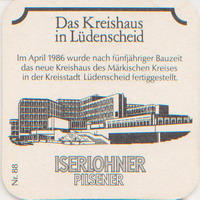 Das Kreishaus
in Lüdenscheid
Im April 1986 wurde nach fünfjähriger Bauzeit
das neue Kreishaus des Märkischen Kreises
in der Kreisstadt Lüdenscheid fertiggestellt.
ISERLOHNER
PILSENER
Nr. 88